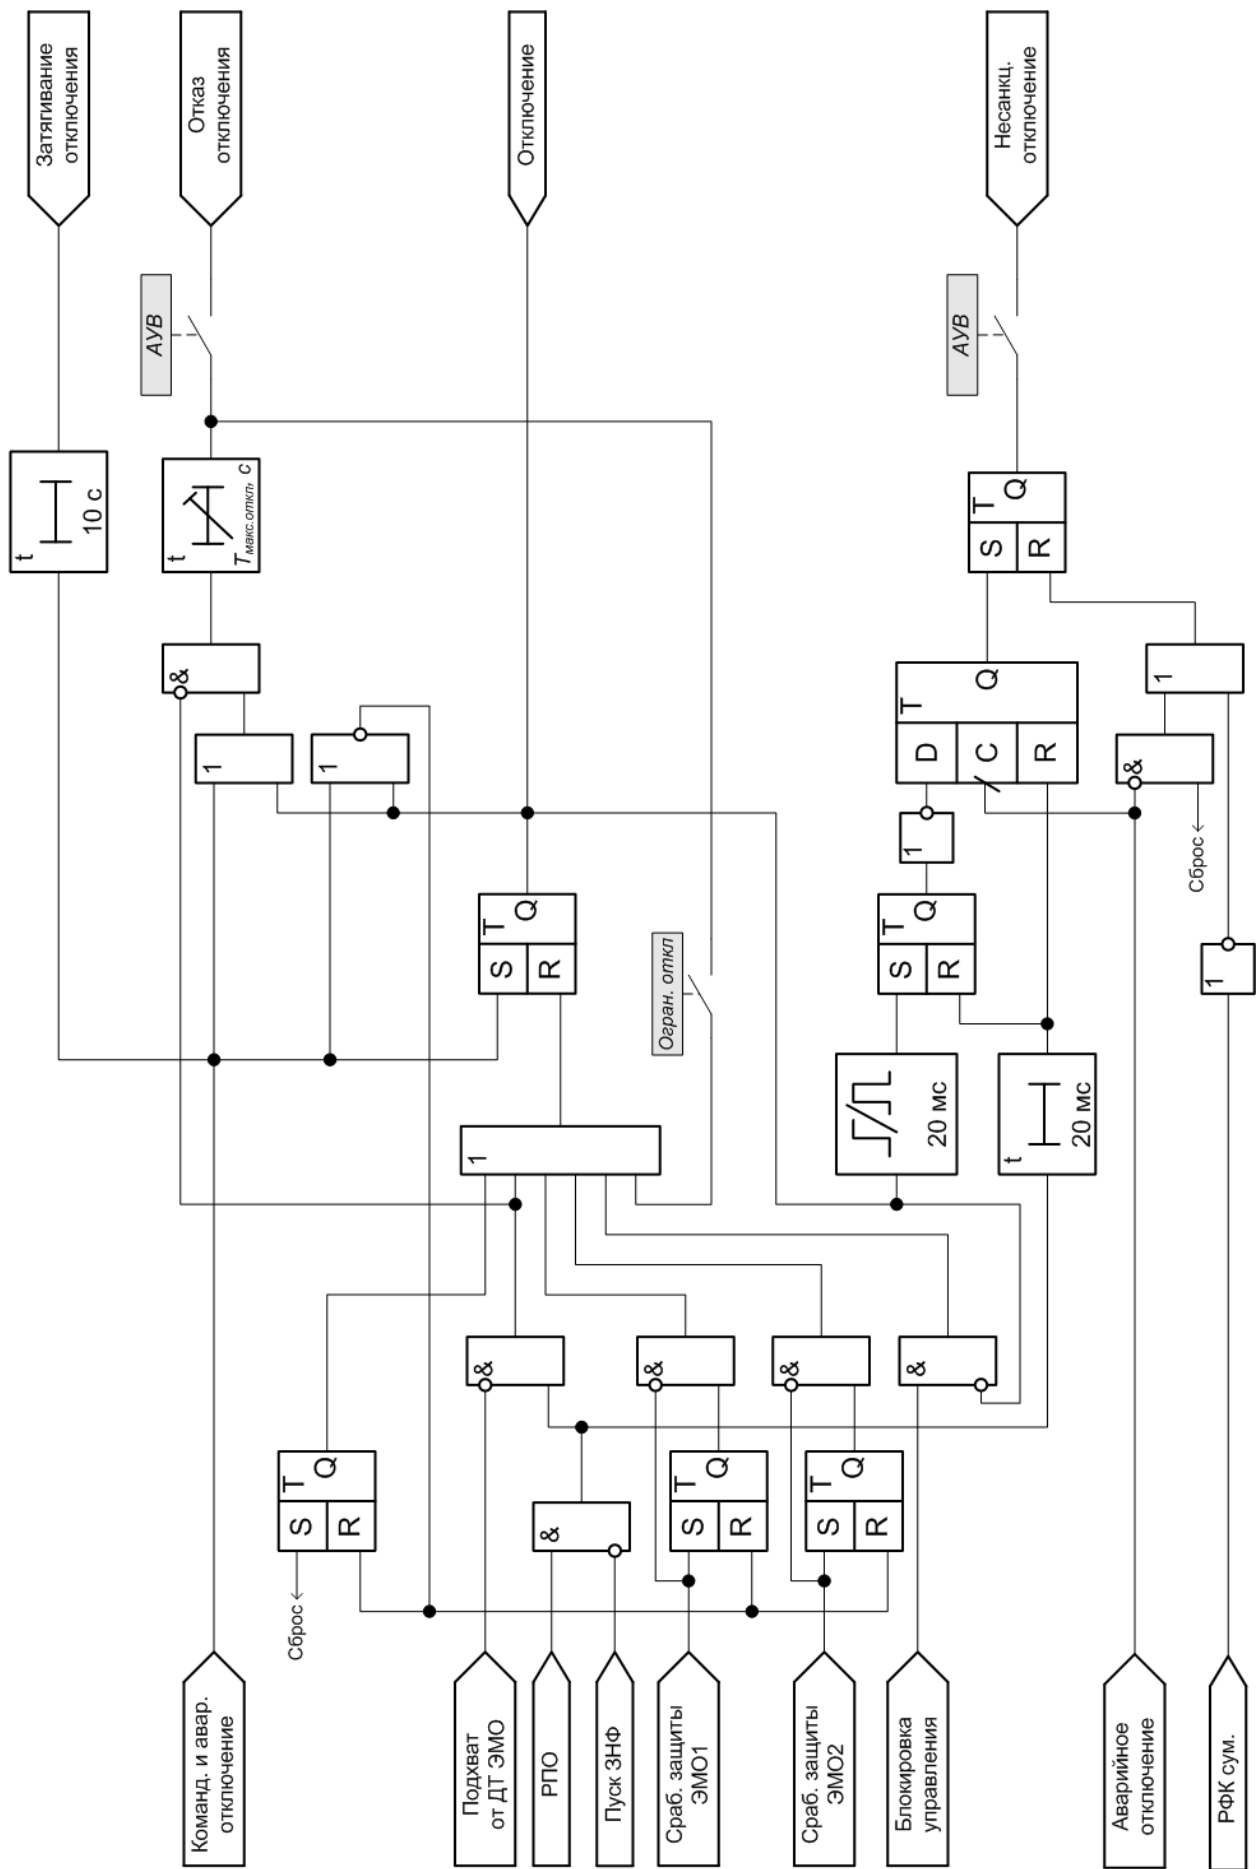 t
10 с
Затягивание
отключения
Команд. и авар.
отключение
1
&
t
Tмакс.откл, с
АУВ
Отказ
отключения
Сброс
S
R
T
Q
1
Подхват
от ДТ ЭМО
&
1
S
R
T
Q
Отключение
РПО
Пуск ЗНФ
&
Сраб. защиты
ЭМО1
S
R
T
Q
&
Огран. откл
Сраб. защиты
ЭМО2
S
R
T
Q
&
Блокировка
управления
&
20 мс
S
R
T
Q
1
D
C
R
T
Q
S
R
T
Q
АУВ
Несанкц.
отключение
t
20 мс
Аварийное
отключение
Сброс
&
1
РФК сум.
1